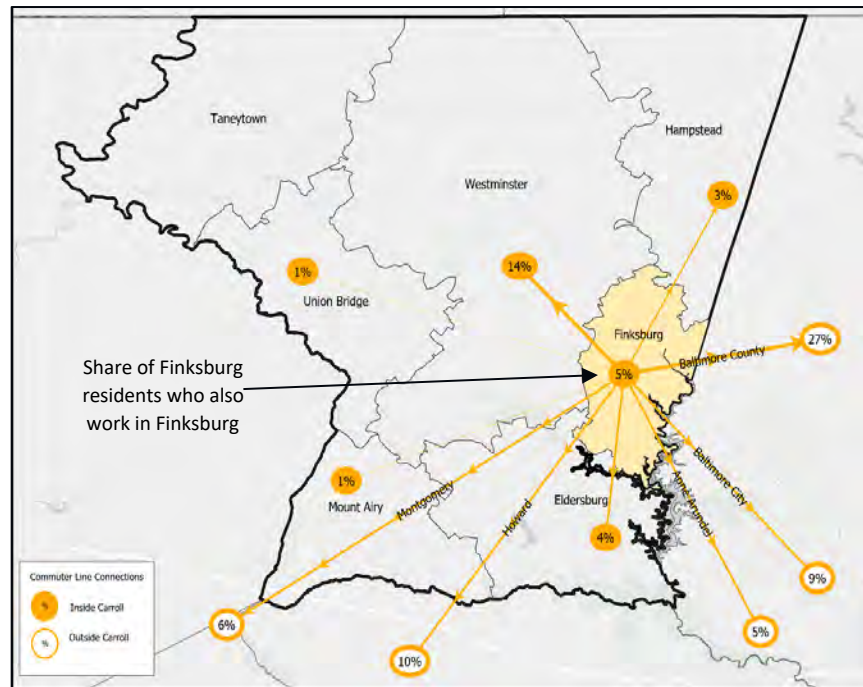 Taneytown
Hampstead
Westminster
3%
14%
1%
Union Bridge
Finksburg
27%
Baltimore County
Share of Finksburg
residents who also
work in Finksburg
5%
Baltimore City
Anne Arundel
1%
Mount Airy
Montgomery
Howard
Eldersburg
4%
9%
Commuter Line Connections
% Inside Carroll
% Outside Carroll
6%
5%
10%